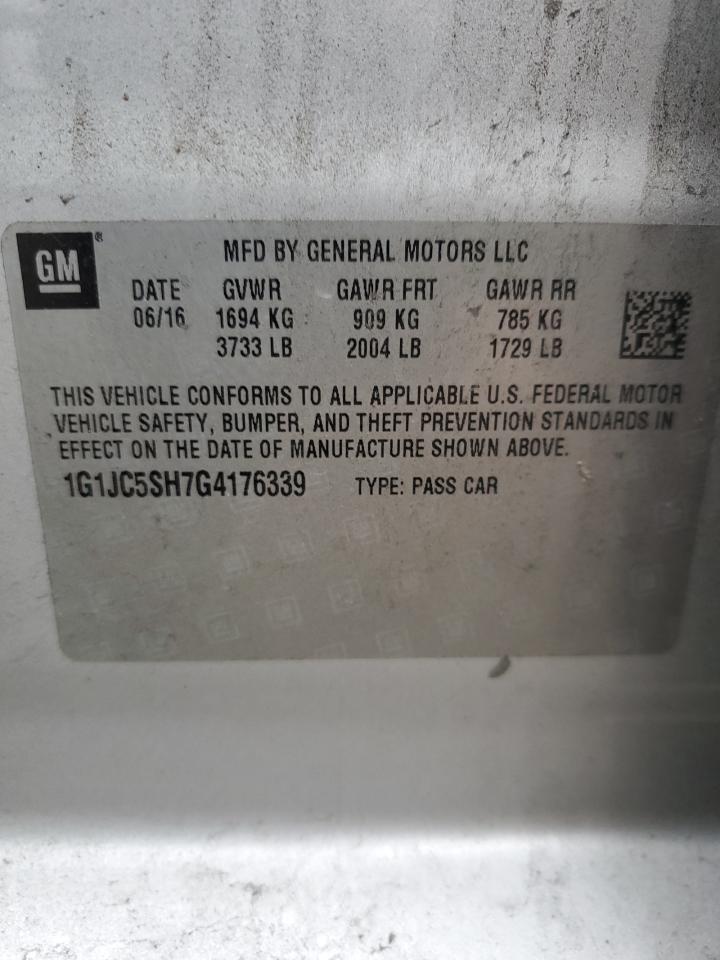 GM®
MFD BY GENERAL MOTORS LLC
DATE GVWR GAWR FRT GAWR RR
06/16 1694 KG 909 KG 785 KG
3733 LB 2004 LB 1729 LB
THIS VEHICLE CONFORMS TO ALL APPLICABLE U.S. FEDERAL MOTOR
VEHICLE SAFETY, BUMPER, AND THEFT PREVENTION STANDARDS IN
EFFECT ON THE DATE OF MANUFACTURE SHOWN ABOVE.
1G1JC5SH7G4176339 TYPE: PASS CAR